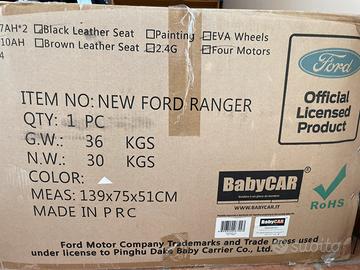 7AH*2 Black Leather Seat Painting EVA Wheels
10AH Brown Leather Seat 2.4G Four Motors
4
Ford
Official
Licensed
Product
ITEM NO: NEW FORD RANGER
QTY: 1 PC
G.W.: 36 KGS
N.W.: 30 KGS
COLOR:
MEAS: 139x75x51CM
MADE IN PRC
BabyCAR
WWW.BABYCAR.IT
BabyCAR
RoHS
Ford Motor Company Trademarks and Trade Dress used
under license to Pinghu Dake Baby Carrier Co., Ltd
subito